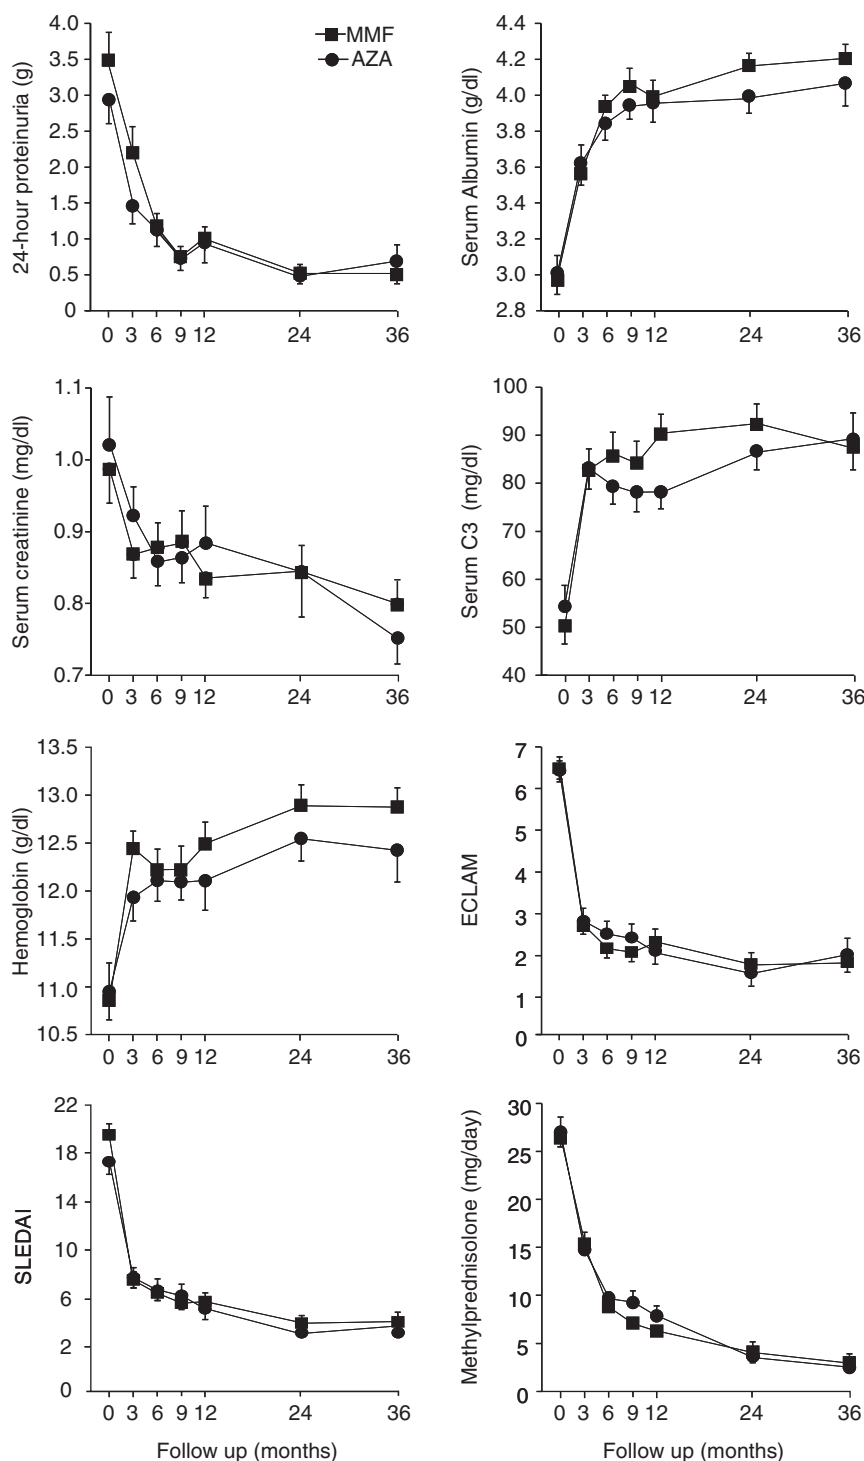 24-hour proteinuria (g)
4.0
3.5
3.0
2.5
2.0
1.5
1.0
0.5
0
MMF
AZA
0 3 6 9 12 24 36
Serum Albumin (g/dl)
4.4
4.2
4.0
3.8
3.6
3.4
3.2
3.0
2.8
0 3 6 9 12 24 36
Serum creatinine (mg/dl)
1.1
1.0
0.9
0.8
0.7
0 3 6 9 12 24 36
Serum C3 (mg/dl)
100
90
80
70
60
50
40
0 3 6 9 12 24 36
Hemoglobin (g/dl)
13.5
13.0
12.5
12.0
11.5
11.0
10.5
0 3 6 9 12 24 36
ECLAM
7
6
5
4
3
2
1
0
0 3 6 9 12 24 36
SLEDAI
22
18
14
10
6
2
0
0 3 6 9 12 24 36
Follow up (months)
Methylprednisolone (mg/day)
30
25
20
15
10
5
0
0 3 6 9 12 24 36
Follow up (months)